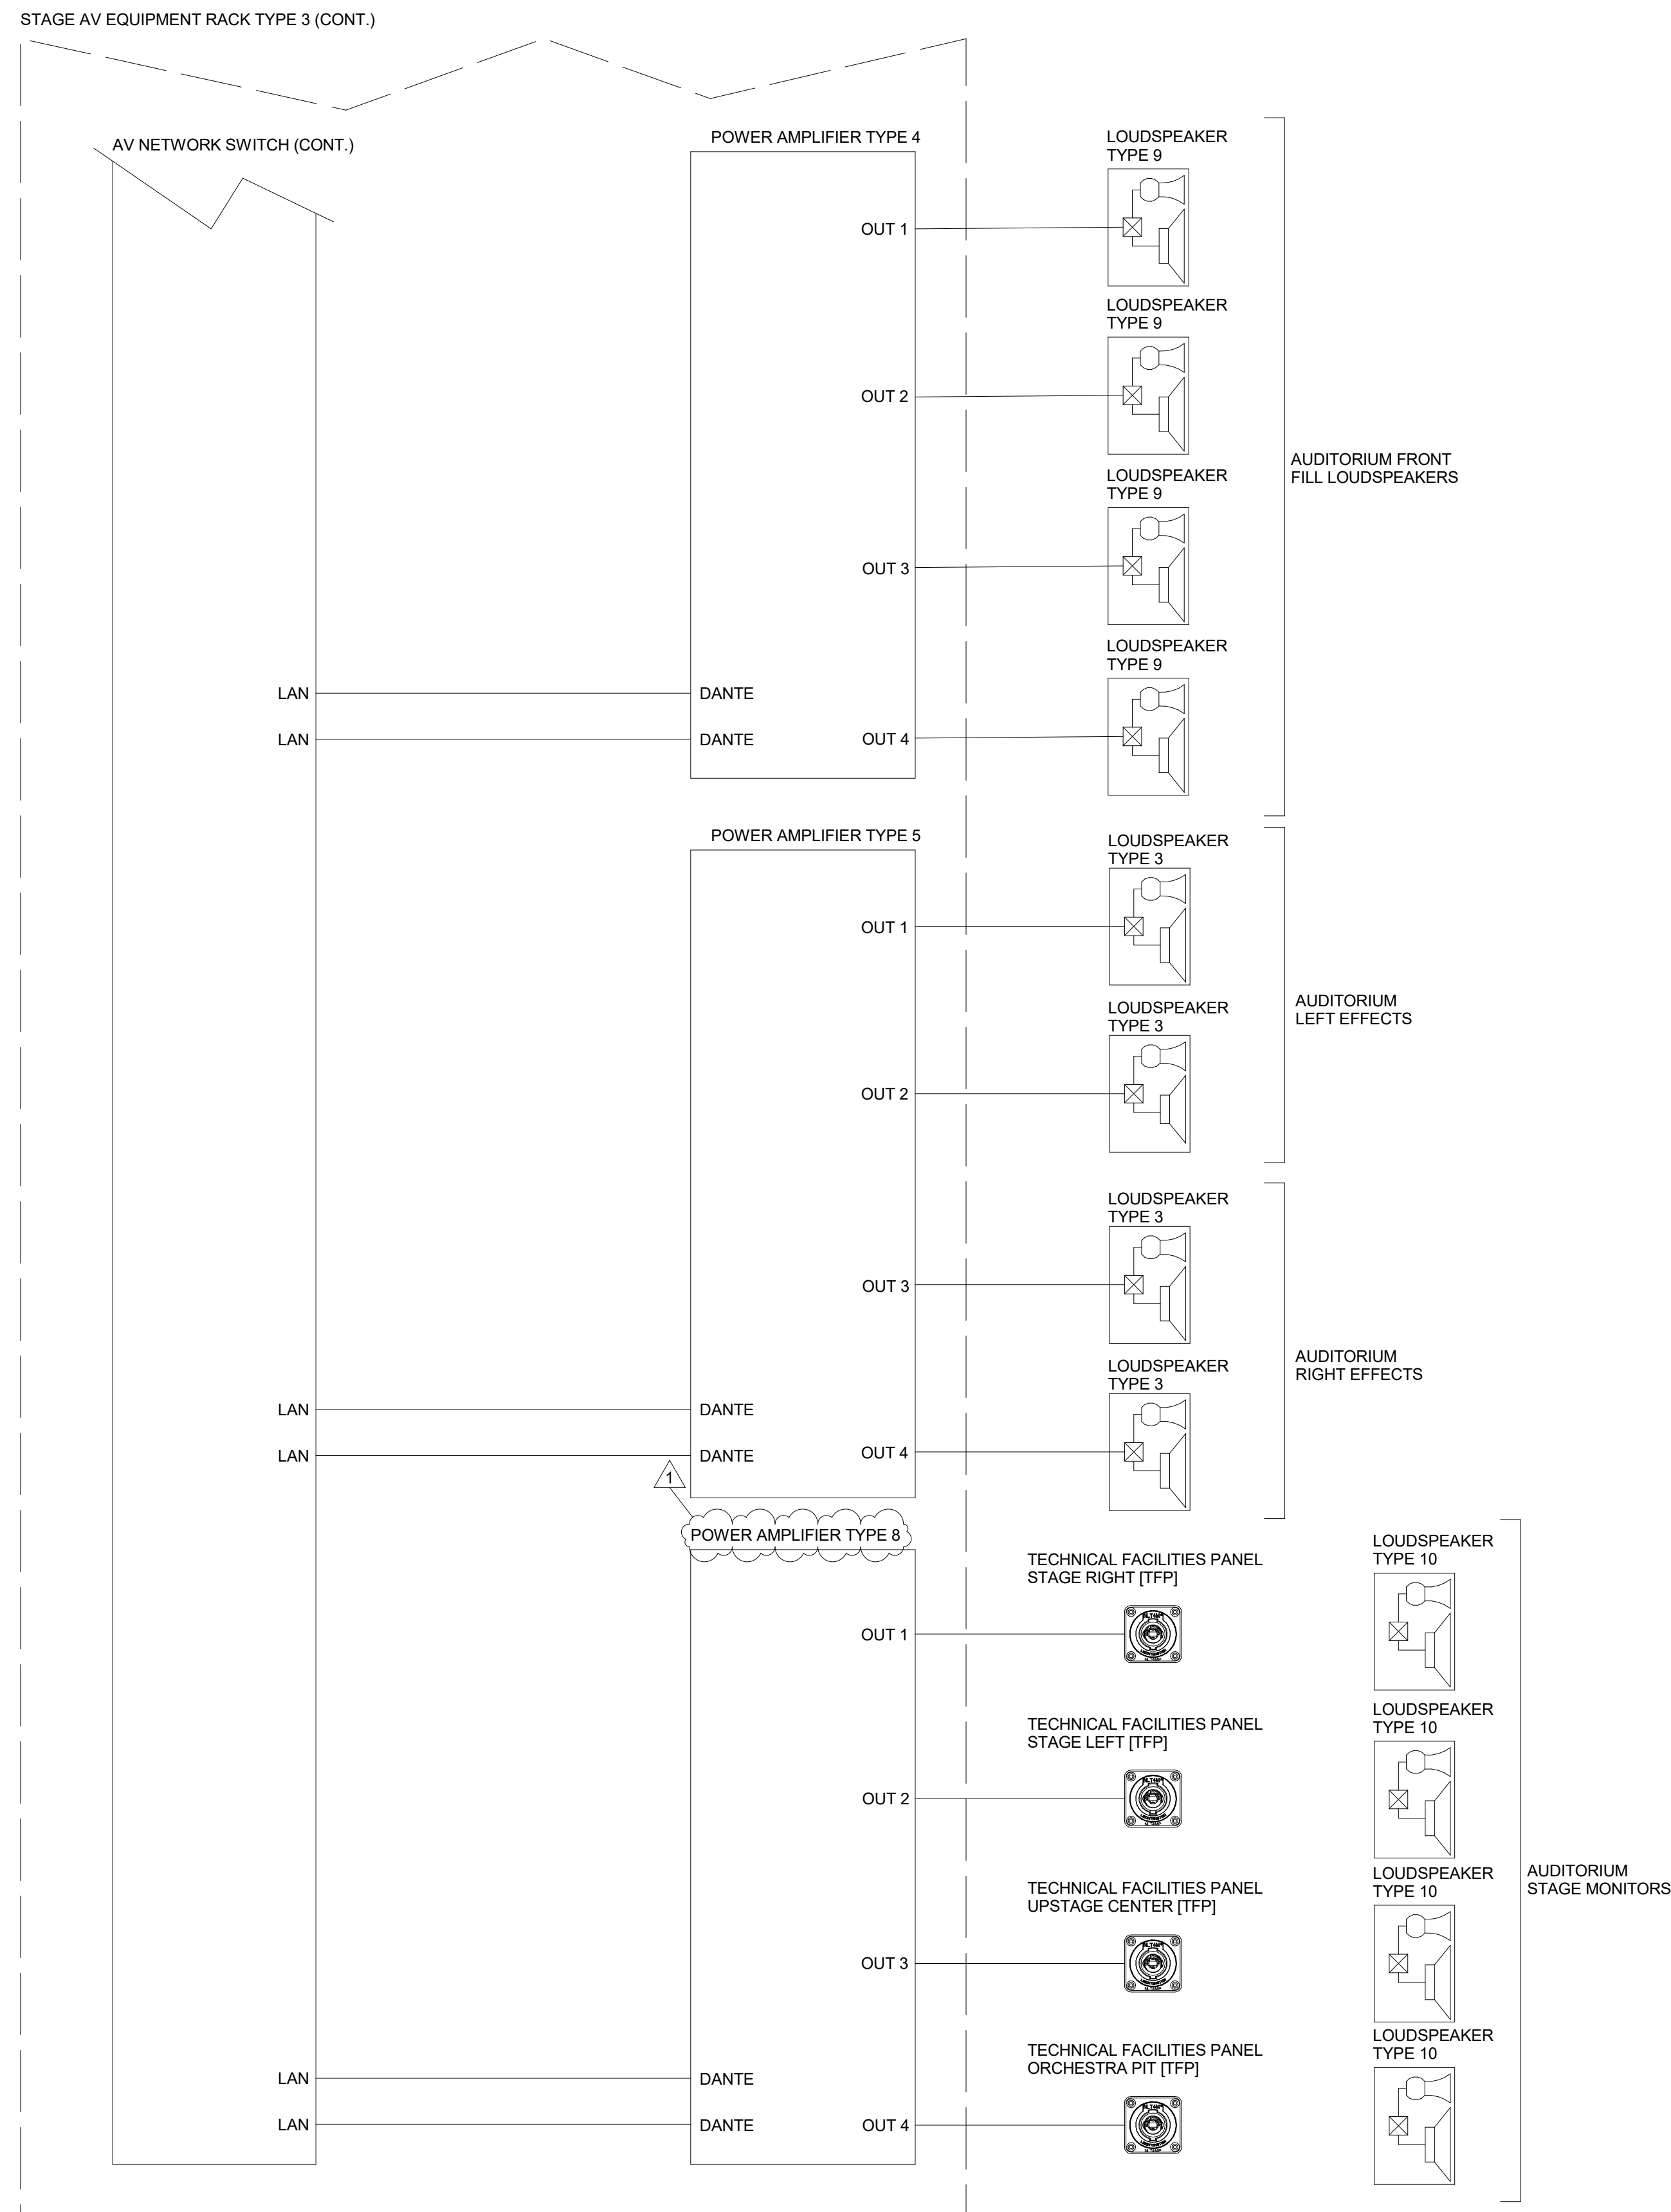 STAGE AV EQUIPMENT RACK TYPE 3 (CONT.)
AV NETWORK SWITCH (CONT.)
POWER AMPLIFIER TYPE 4
LOUDSPEAKER
TYPE 9
OUT 1
LOUDSPEAKER
TYPE 9
OUT 2
AUDITORIUM FRONT
FILL LOUDSPEAKERS
LOUDSPEAKER
TYPE 9
OUT 3
LOUDSPEAKER
TYPE 9
LAN
DANTE
LAN
DANTE
OUT 4
POWER AMPLIFIER TYPE 5
LOUDSPEAKER
TYPE 3
OUT 1
LOUDSPEAKER
TYPE 3
AUDITORIUM
LEFT EFFECTS
OUT 2
LOUDSPEAKER
TYPE 3
OUT 3
LOUDSPEAKER
TYPE 3
AUDITORIUM
RIGHT EFFECTS
LAN
DANTE
LAN
DANTE
OUT 4
1
POWER AMPLIFIER TYPE 8
TECHNICAL FACILITIES PANEL
STAGE RIGHT [TFP]
LOUDSPEAKER
TYPE 10
OUT 1
TECHNICAL FACILITIES PANEL
STAGE LEFT [TFP]
LOUDSPEAKER
TYPE 10
OUT 2
TECHNICAL FACILITIES PANEL
UPSTAGE CENTER [TFP]
LOUDSPEAKER
TYPE 10
AUDITORIUM
STAGE MONITORS
OUT 3
TECHNICAL FACILITIES PANEL
ORCHESTRA PIT [TFP]
LOUDSPEAKER
TYPE 10
LAN
DANTE
LAN
DANTE
OUT 4